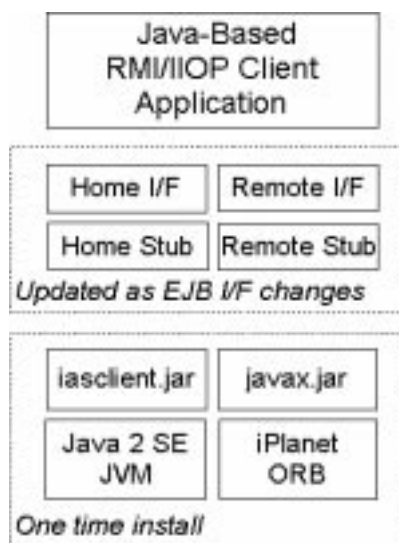 Java-Based
RMI/IIOP Client
Application
Home I/F
Remote I/F
Home Stub
Remote Stub
Updated as EJB I/F changes
iasclient.jar
javax.jar
Java 2 SE
JVM
iPlanet
ORB
One time install